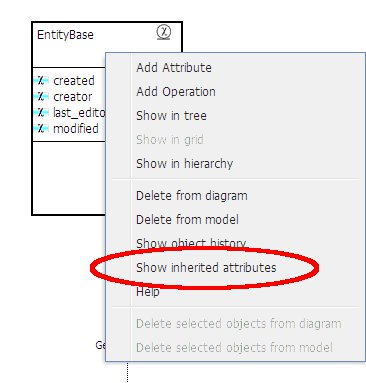 EntityBase
created
creator
last_edito
modified
Add Attribute
Add Operation
Show in tree
Show in grid
Show in hierarchy
Delete from diagram
Delete from model
Show object history
Show inherited attributes
Help
Delete selected objects from diagram
Delete selected objects from model
Ge